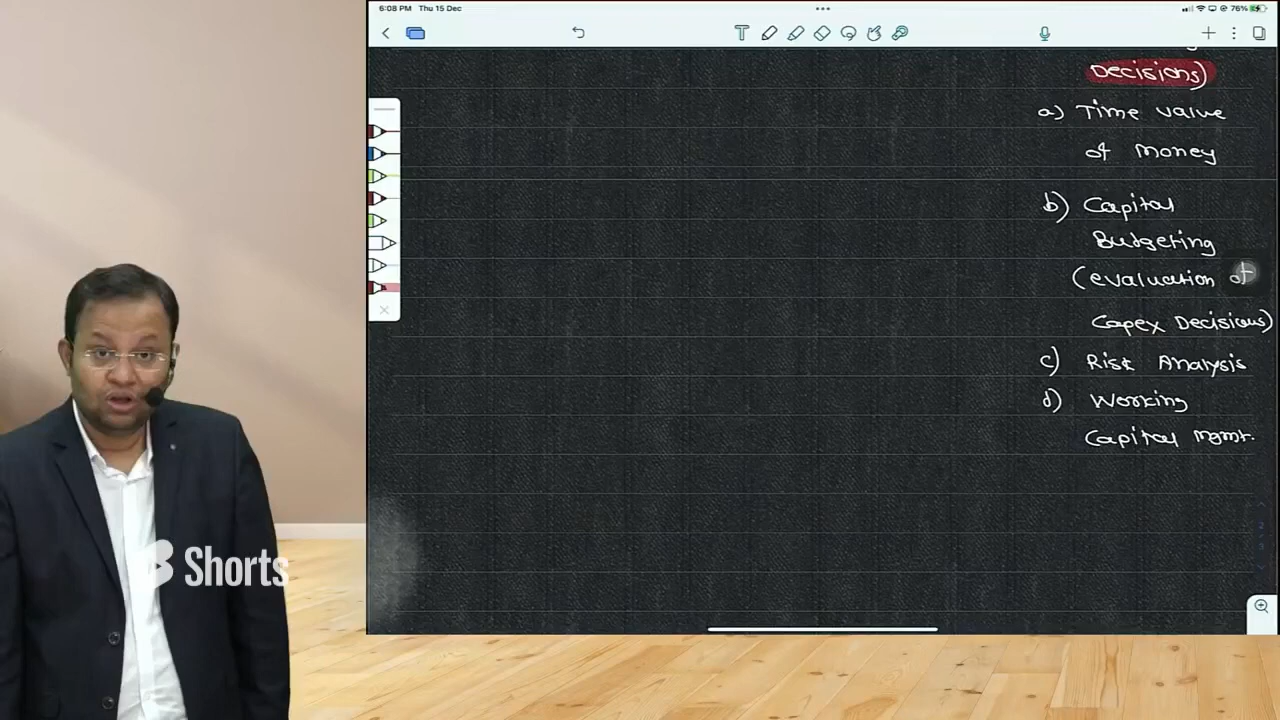 6:08 PM Thu 15 Dec
76%
T
Decisions)
a) Time value
of Money
b) Capital
Budgeting
(evaluation of
Capex Decisions)
c) Risk Analysis
d) Working
Capital Mgmt.
Shorts